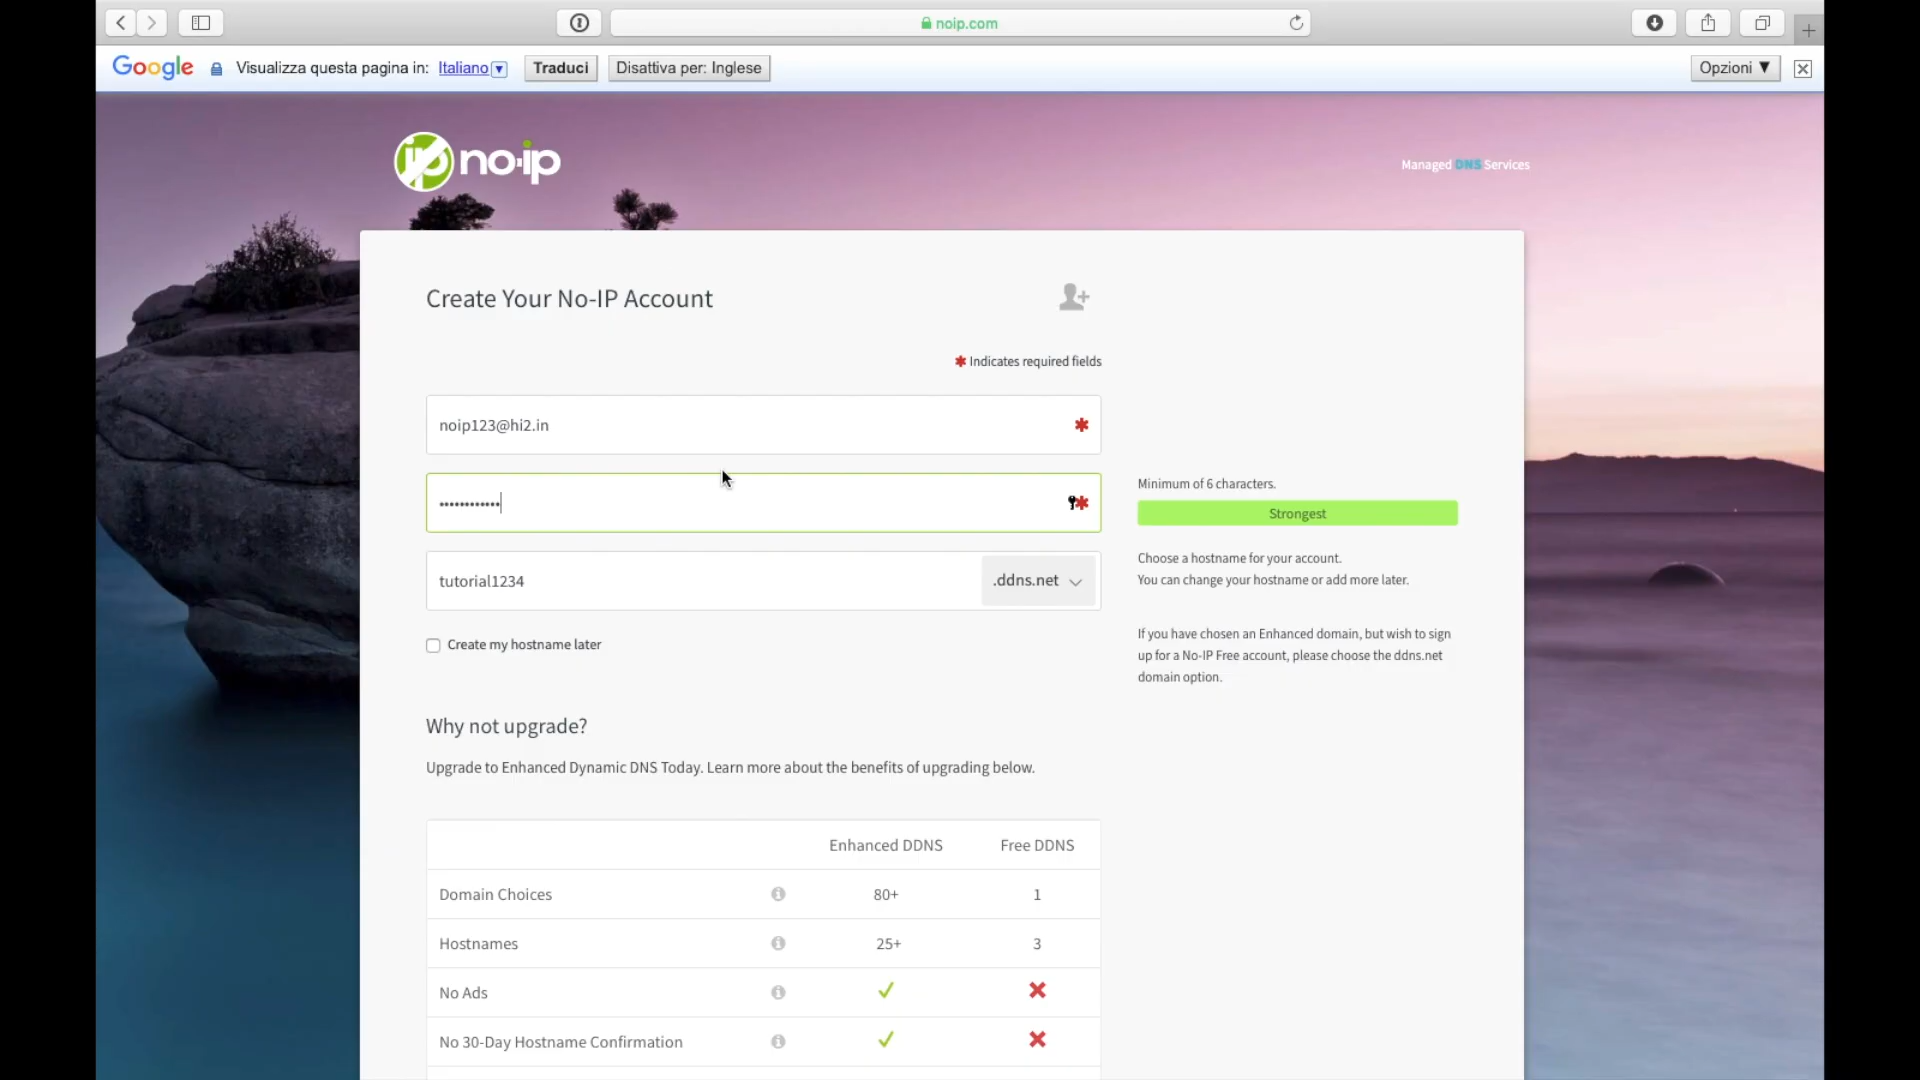 noip.com
Google Visualizza questa pagina in: Italiano Traduci Disattiva per: Inglese Opzioni ▼
no-ip
Managed DNS Services
Create Your No-IP Account
✱ Indicates required fields
noip123@hi2.in ✱
•••••••••••• ✱
Minimum of 6 characters.
Strongest
tutorial1234 .ddns.net
Choose a hostname for your account.
You can change your hostname or add more later.
Create my hostname later
If you have chosen an Enhanced domain, but wish to sign
up for a No-IP Free account, please choose the ddns.net
domain option.
Why not upgrade?
Upgrade to Enhanced Dynamic DNS Today. Learn more about the benefits of upgrading below.
Enhanced DDNS Free DDNS
Domain Choices 80+ 1
Hostnames 25+ 3
No Ads
No 30-Day Hostname Confirmation